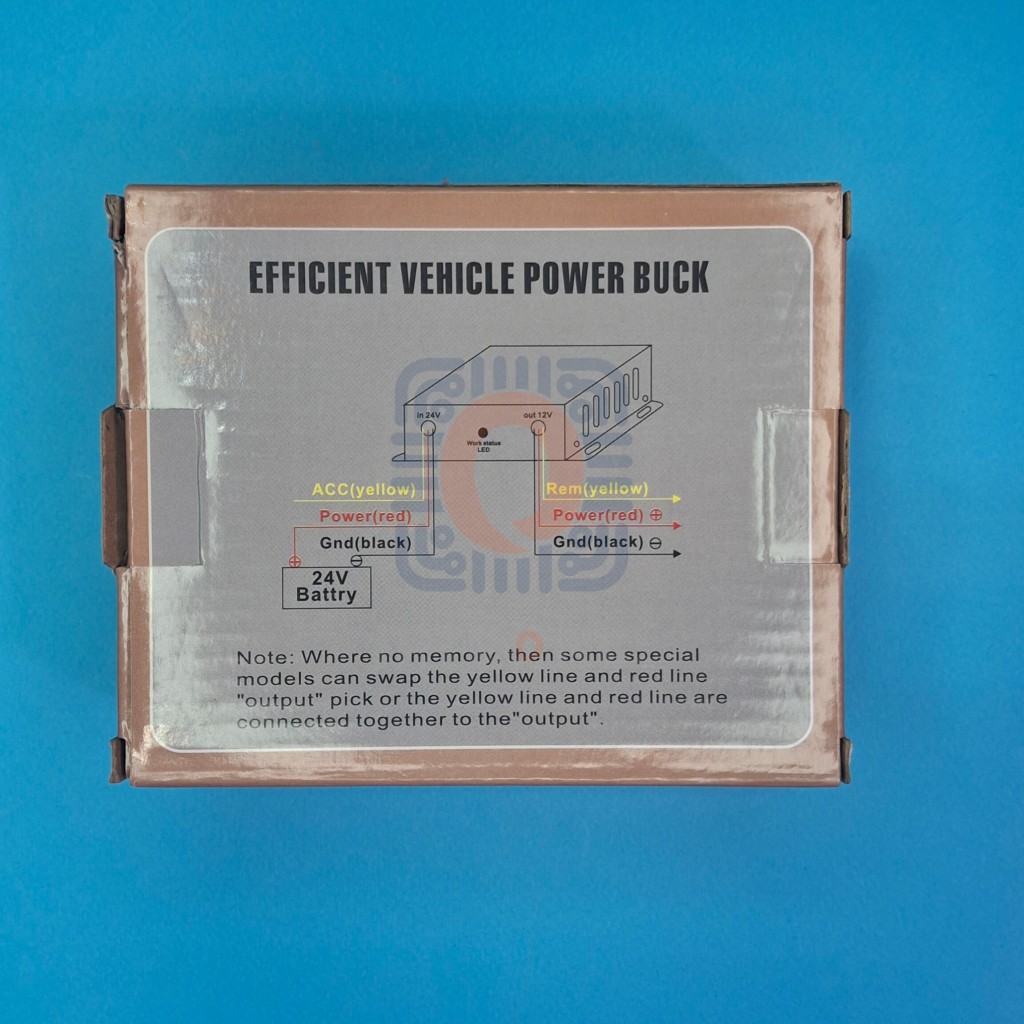 EFFICIENT VEHICLE POWER BUCK
in 24V
out 12V
Work status
LED
ACC(yellow)
Rem(yellow)
Power(red)
Power(red) ⊕
Gnd(black)
Gnd(black) ⊖
⊕ ⊖
24V
Battry
Note: Where no memory, then some special
models can swap the yellow line and red line
"output" pick or the yellow line and red line are
connected together to the"output".